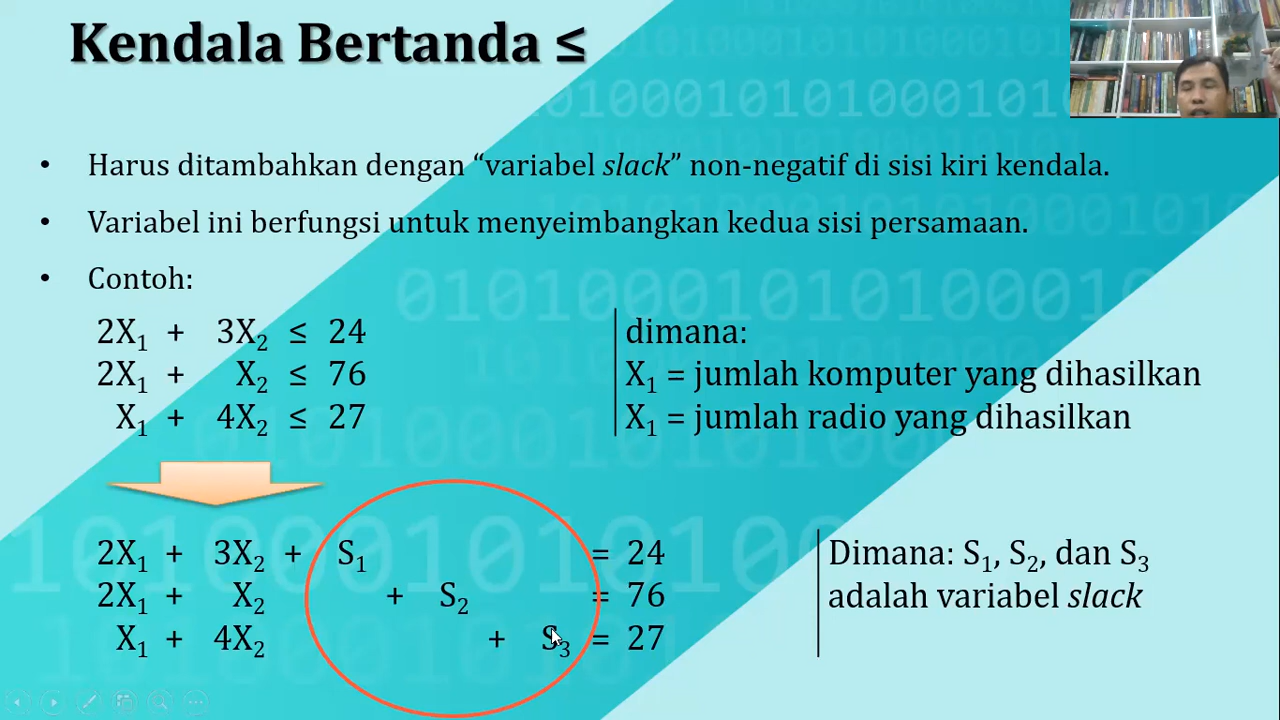 Kendala Bertanda ≤
• Harus ditambahkan dengan “variabel slack” non-negatif di sisi kiri kendala.
• Variabel ini berfungsi untuk menyeimbangkan kedua sisi persamaan.
• Contoh:
2X₁ + 3X₂ ≤ 24
2X₁ + X₂ ≤ 76
X₁ + 4X₂ ≤ 27
dimana:
X₁ = jumlah komputer yang dihasilkan
X₁ = jumlah radio yang dihasilkan
2X₁ + 3X₂ + S₁ = 24
2X₁ + X₂ + S₂ = 76
X₁ + 4X₂ + S₃ = 27
Dimana: S₁, S₂, dan S₃
adalah variabel slack